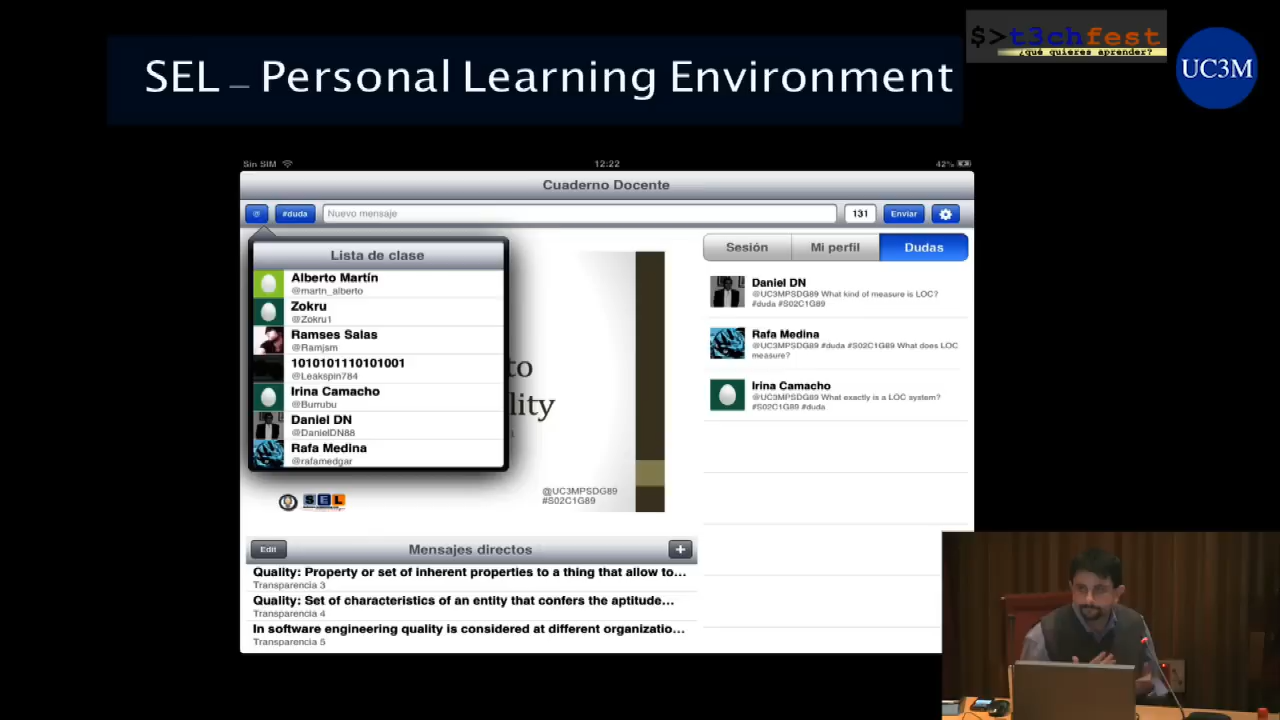 $>t3chfest
¿qué quieres aprender?
UC3M
SEL – Personal Learning Environment
Sin SIM
12:22
42%
Cuaderno Docente
@
#duda
Nuevo mensaje
131
Enviar
Lista de clase
Alberto Martín
@martn_alberto
Zokru
@Zokru1
Ramses Salas
@Ramjsm
1010101110101001
@Leakspin784
Irina Camacho
@Burrubu
Daniel DN
@DanielDN88
Rafa Medina
@rafamedgar
to
lity
@UC3MPSDG89
#S02C1G89
SEL
Sesión
Mi perfil
Dudas
Daniel DN
@UC3MPSDG89 What kind of measure is LOC?
#duda #S02C1G89
Rafa Medina
@UC3MPSDG89 #duda #S02C1G89 What does LOC
measure?
Irina Camacho
@UC3MPSDG89 What exactly is a LOC system?
#S02C1G89 #duda
Edit
Mensajes directos
+
Quality: Property or set of inherent properties to a thing that allow to...
Transparencia 3
Quality: Set of characteristics of an entity that confers the aptitude...
Transparencia 4
In software engineering quality is considered at different organizatio...
Transparencia 5